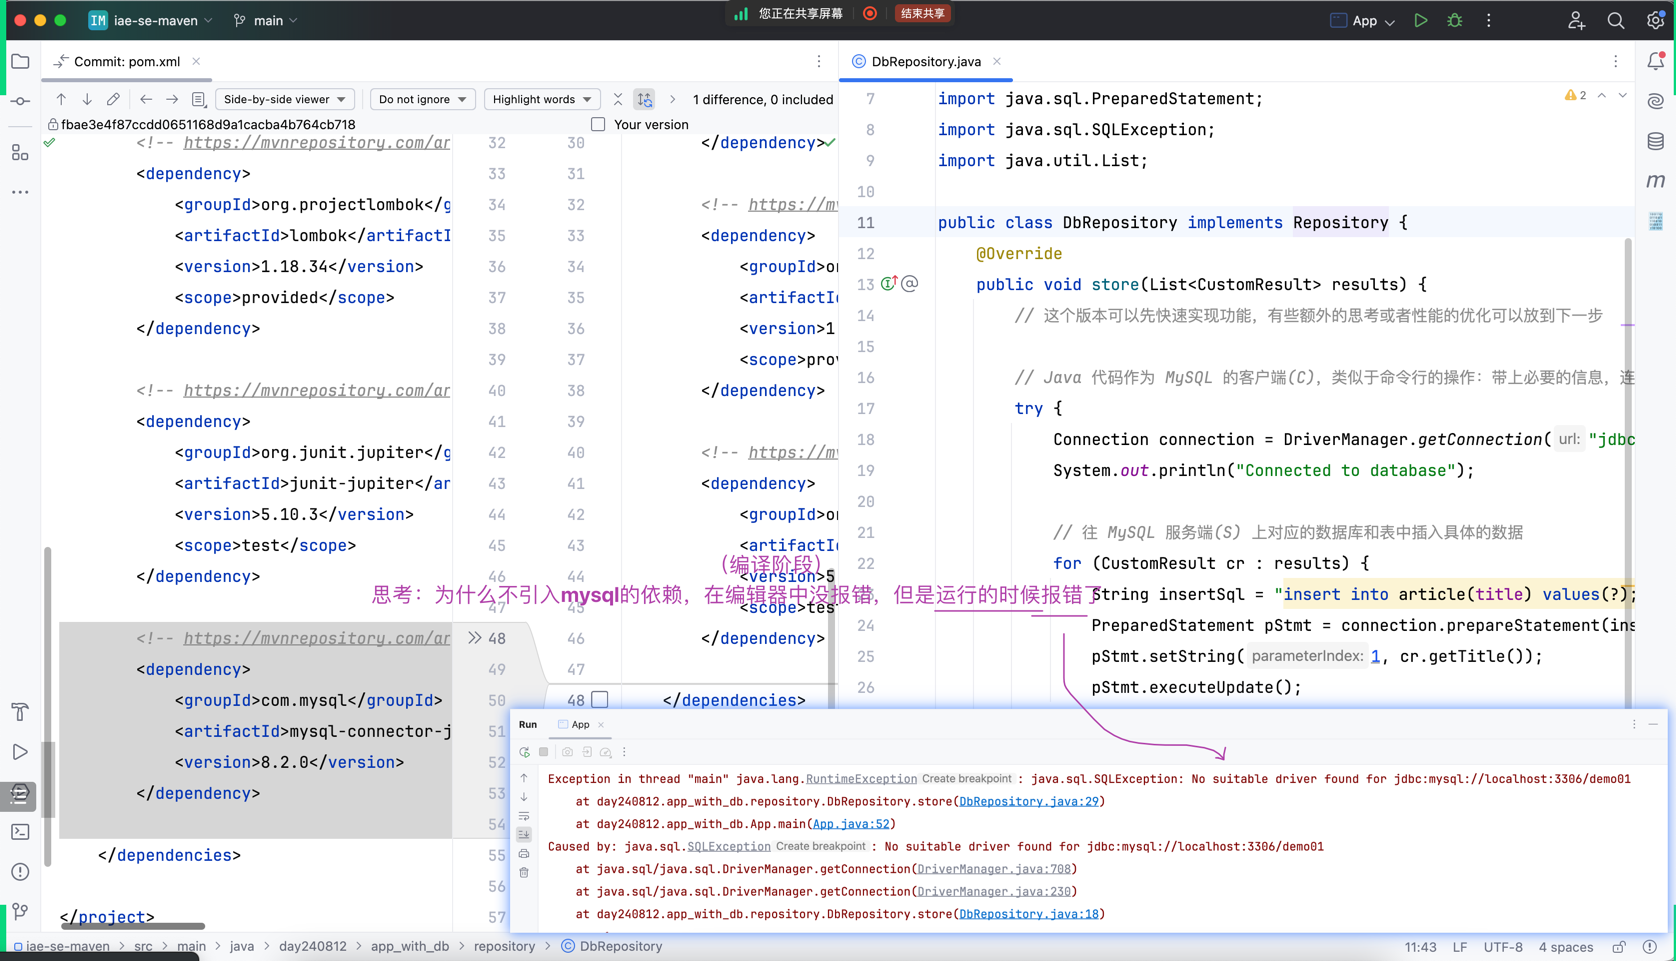 IM iae-se-maven main 您正在共享屏幕 结束共享 App
Commit: pom.xml
Side-by-side viewer Do not ignore Highlight words 1 difference, 0 included
fbae3e4f87ccdd0651168d9a1cacba4b764cb718 Your version
<!-- https://mvnrepository.com/ar 32
<dependency> 33
<groupId>org.projectlombok</g 34
<artifactId>lombok</artifactI 35
<version>1.18.34</version> 36
<scope>provided</scope> 37
</dependency> 38
39
<!-- https://mvnrepository.com/ar 40
<dependency> 41
<groupId>org.junit.jupiter</g 42
<artifactId>junit-jupiter</ar 43
<version>5.10.3</version> 44
<scope>test</scope> 45
</dependency> 46
<!-- https://mvnrepository.com/ar 48
<dependency> 49
<groupId>com.mysql</groupId> 50
<artifactId>mysql-connector-j 51
<version>8.2.0</version> 52
</dependency> 53
54
</dependencies> 55
56
</project> 57
30 </dependency>
31
32 <!-- https://m
33 <dependency>
34 <groupId>o
35 <artifactI
36 <version>1
37 <scope>pro
38 </dependency>
39
40 <!-- https://m
41 <dependency>
42 <groupId>o
43 <artifactI
44 <version>5
45 <scope>tes
46 </dependency>
47
48 </dependencies>
(编译阶段)
思考：为什么不引入mysql的依赖，在编辑器中没报错，但是运行的时候报错了
DbRepository.java
2
7 import java.sql.PreparedStatement;
8 import java.sql.SQLException;
9 import java.util.List;
10
11 public class DbRepository implements Repository {
12 @Override
13 public void store(List<CustomResult> results) {
14 // 这个版本可以先快速实现功能，有些额外的思考或者性能的优化可以放到下一步
15
16 // Java 代码作为 MySQL 的客户端(C)，类似于命令行的操作：带上必要的信息，连
17 try {
18 Connection connection = DriverManager.getConnection( url: "jdbc
19 System.out.println("Connected to database");
20
21 // 往 MySQL 服务端(S) 上对应的数据库和表中插入具体的数据
22 for (CustomResult cr : results) {
String insertSql = "insert into article(title) values(?);
24 PreparedStatement pStmt = connection.prepareStatement(ins
25 pStmt.setString( parameterIndex: 1, cr.getTitle());
26 pStmt.executeUpdate();
Run App
Exception in thread "main" java.lang.RuntimeException Create breakpoint : java.sql.SQLException: No suitable driver found for jdbc:mysql://localhost:3306/demo01
at day240812.app_with_db.repository.DbRepository.store(DbRepository.java:29)
at day240812.app_with_db.App.main(App.java:52)
Caused by: java.sql.SQLException Create breakpoint : No suitable driver found for jdbc:mysql://localhost:3306/demo01
at java.sql/java.sql.DriverManager.getConnection(DriverManager.java:708)
at java.sql/java.sql.DriverManager.getConnection(DriverManager.java:230)
at day240812.app_with_db.repository.DbRepository.store(DbRepository.java:18)
iae-se-maven > src > main > java > day240812 > app_with_db > repository > DbRepository
11:43 LF UTF-8 4 spaces